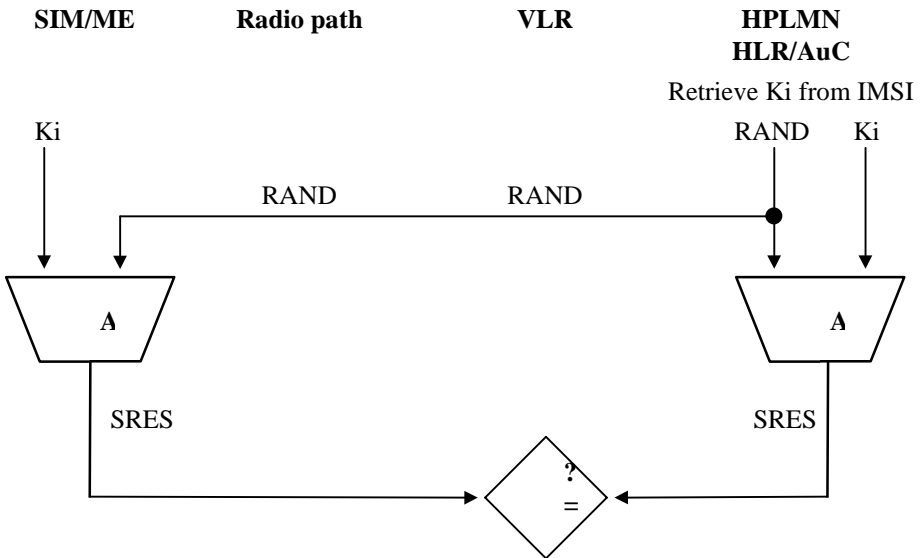 SIM/ME Radio path VLR HPLMN
HLR/AuC
Retrieve Ki from IMSI
Ki RAND Ki
RAND RAND
A A
SRES SRES
?
=